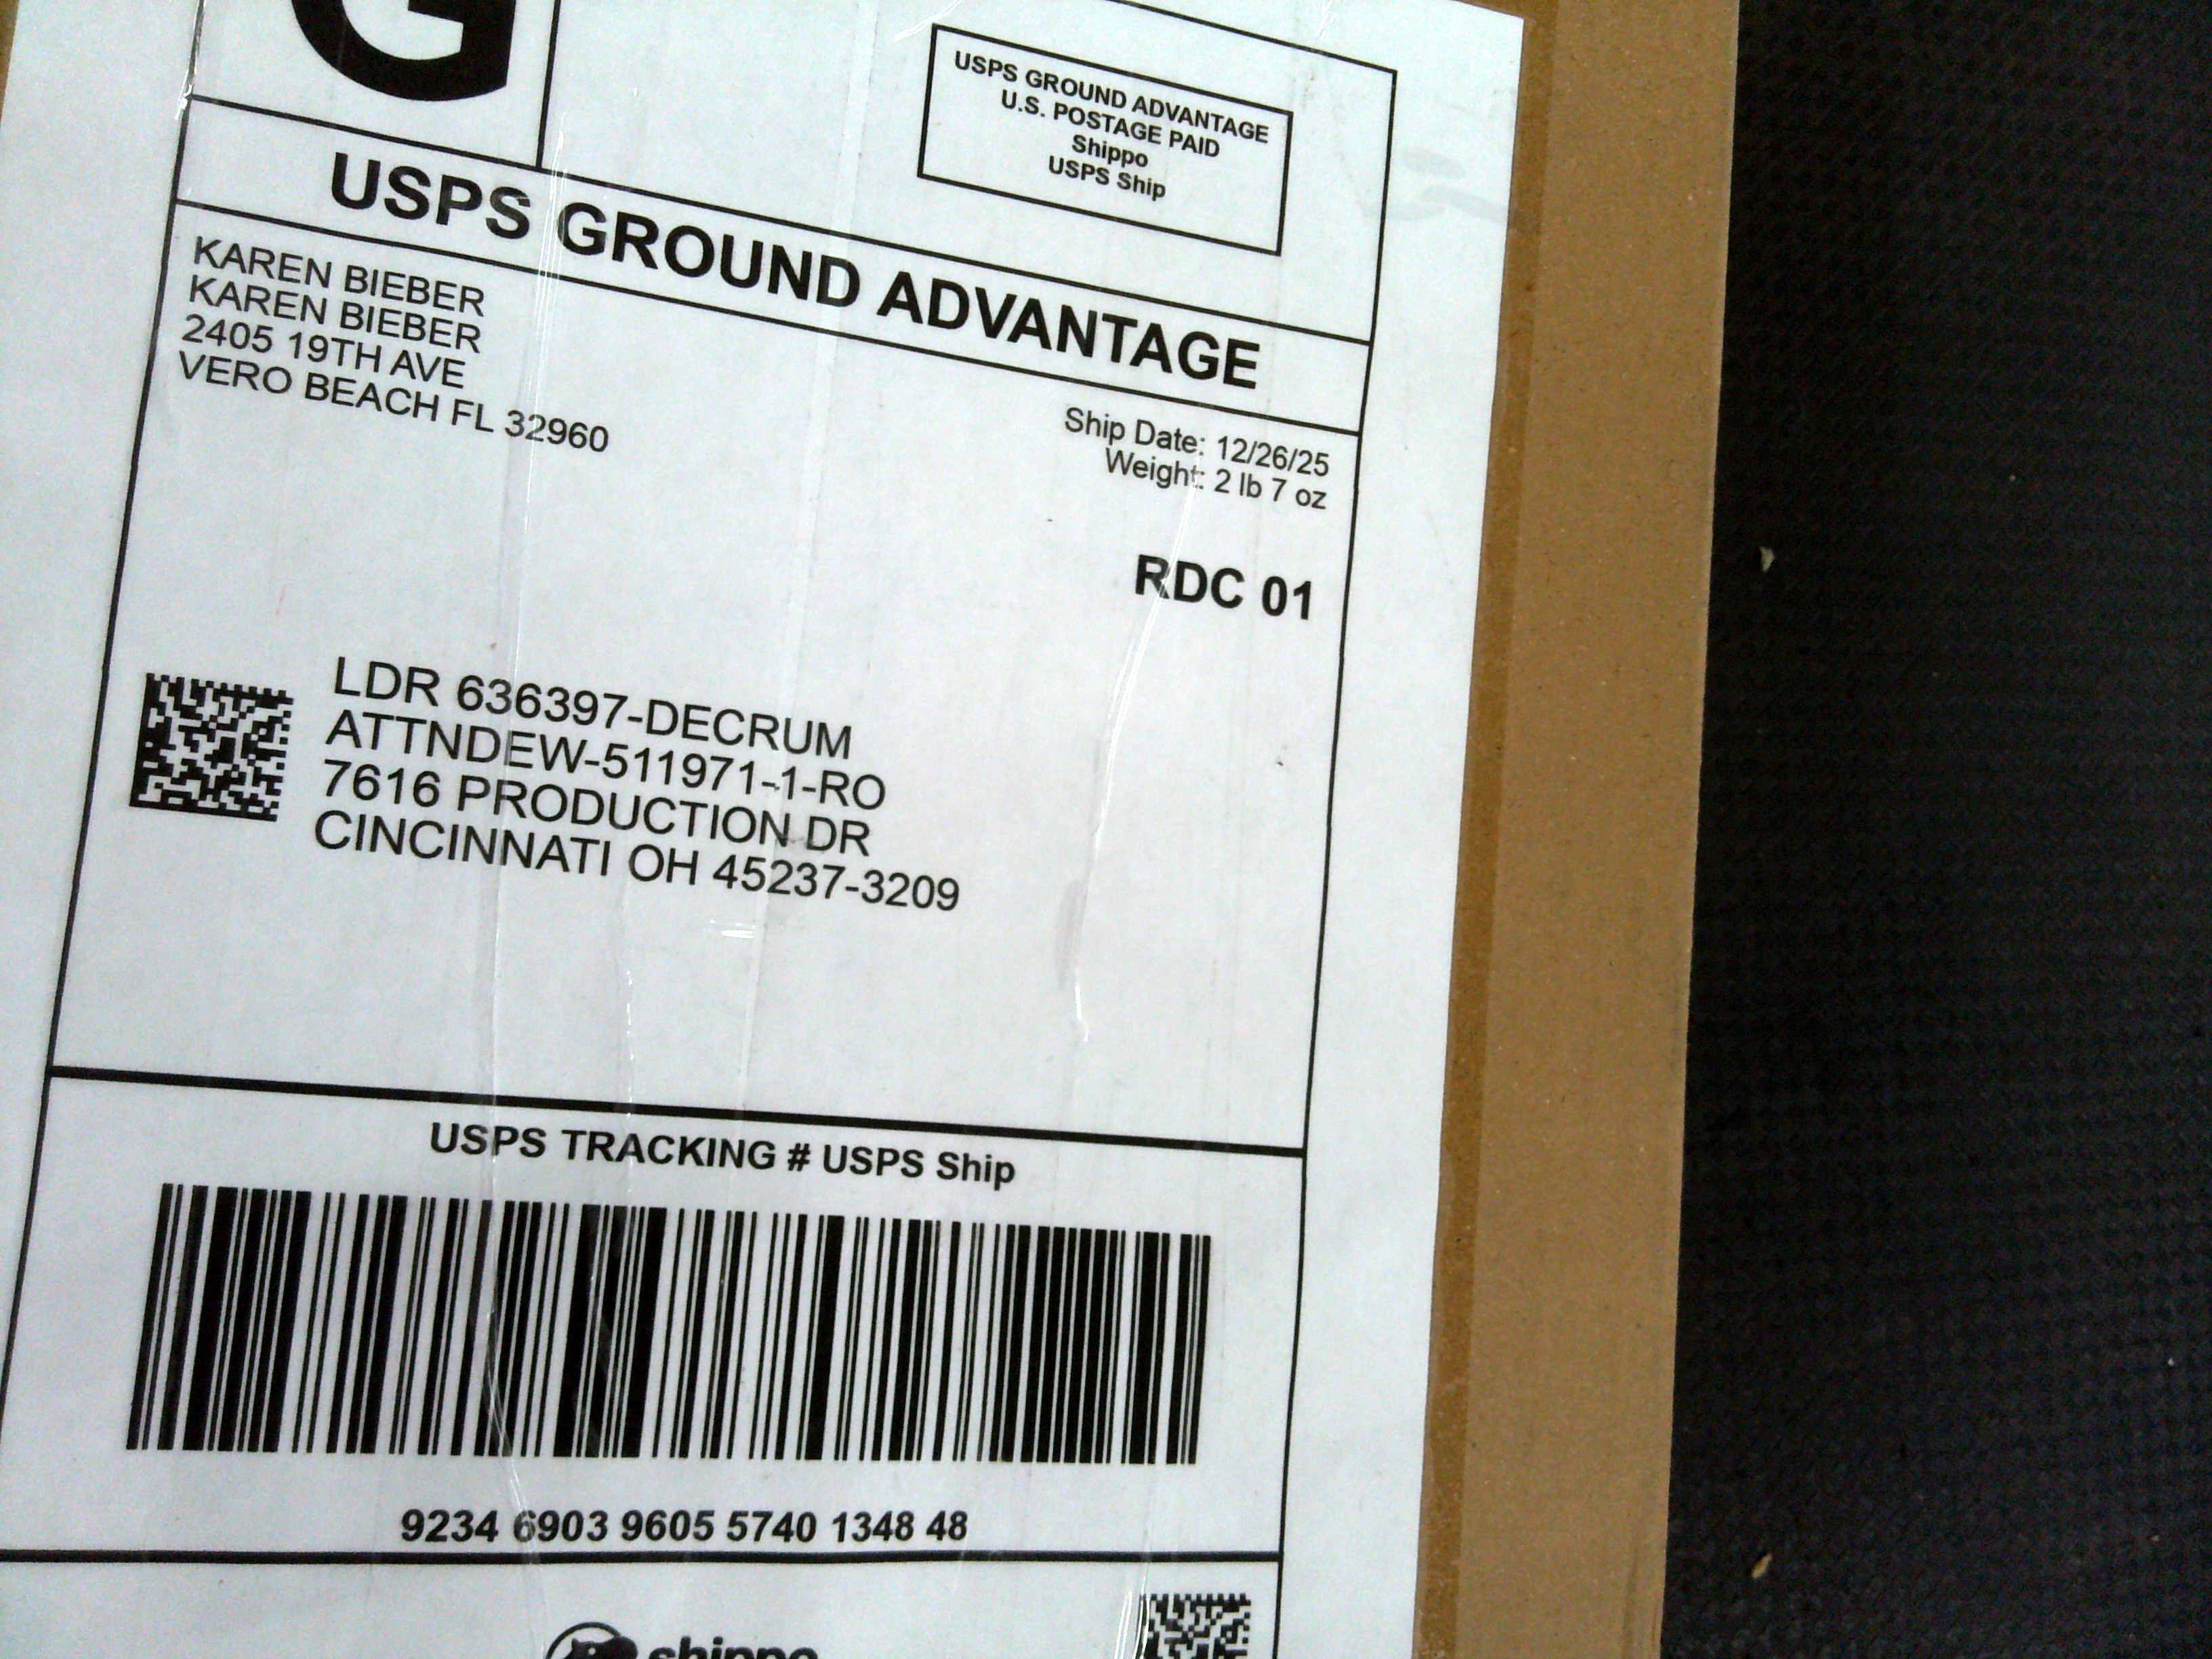 G
USPS GROUND ADVANTAGE
U.S. POSTAGE PAID
Shippo
USPS Ship
USPS GROUND ADVANTAGE
KAREN BIEBER
KAREN BIEBER
2405 19TH AVE
VERO BEACH FL 32960
Ship Date: 12/26/25
Weight: 2 lb 7 oz
RDC 01
LDR 636397-DECRUM
ATTNDEW-511971-1-RO
7616 PRODUCTION DR
CINCINNATI OH 45237-3209
USPS TRACKING # USPS Ship
9234 6903 9605 5740 1348 48
shippo